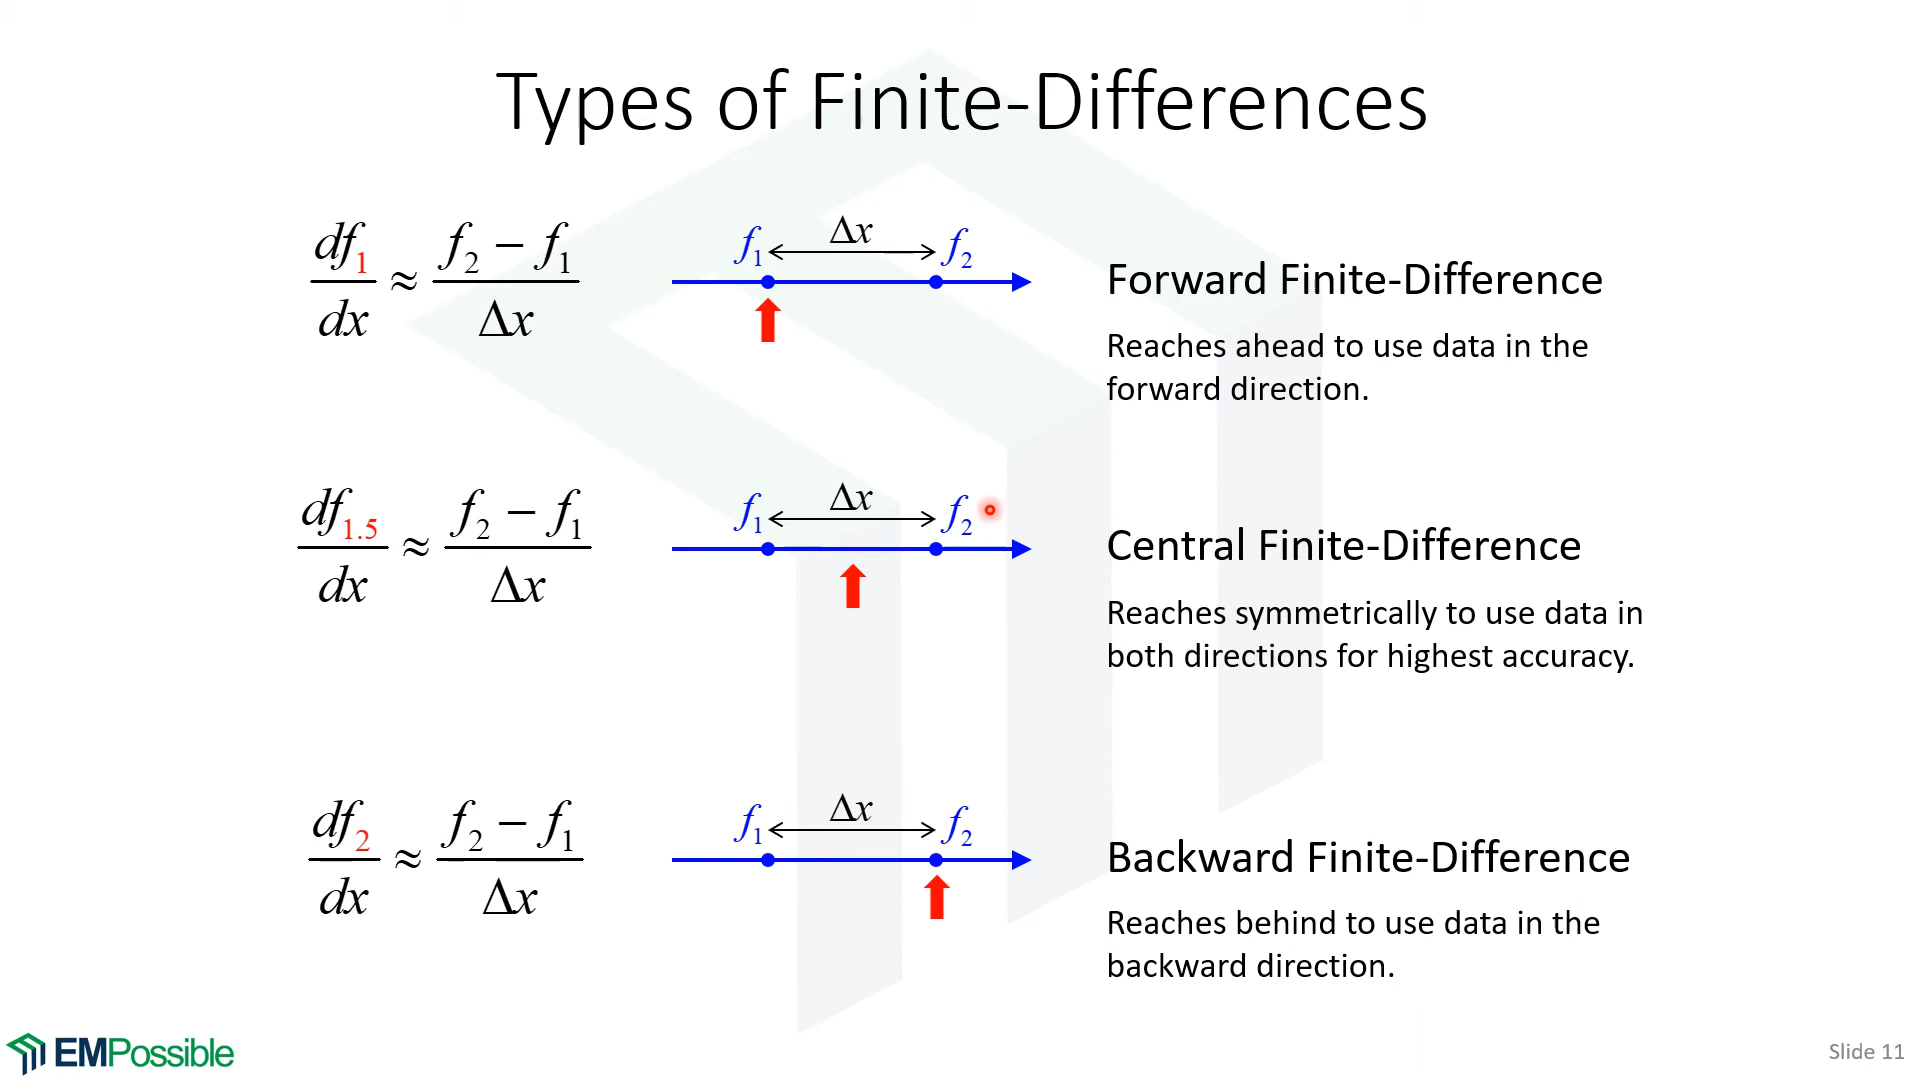 Types of Finite-Differences
df₁/dx ≈ (f₂ − f₁)/Δx
f₁ Δx f₂
Forward Finite-Difference
Reaches ahead to use data in the
forward direction.
df₁.₅/dx ≈ (f₂ − f₁)/Δx
f₁ Δx f₂
Central Finite-Difference
Reaches symmetrically to use data in
both directions for highest accuracy.
df₂/dx ≈ (f₂ − f₁)/Δx
f₁ Δx f₂
Backward Finite-Difference
Reaches behind to use data in the
backward direction.
EMPossible
Slide 11